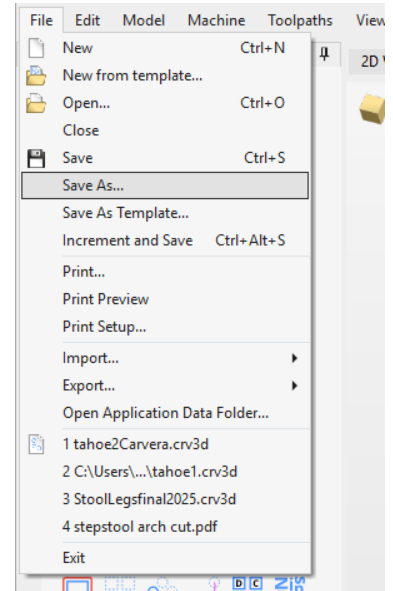 File Edit Model Machine Toolpaths View
New Ctrl+N
2D
New from template...
Open... Ctrl+O
Close
Save Ctrl+S
Save As...
Save As Template...
Increment and Save Ctrl+Alt+S
Print...
Print Preview
Print Setup...
Import...
Export...
Open Application Data Folder...
1 tahoe2Carvera.crv3d
2 C:\Users\...\tahoe1.crv3d
3 StoolLegsfinal2025.crv3d
4 stepstool arch cut.pdf
Exit
D C